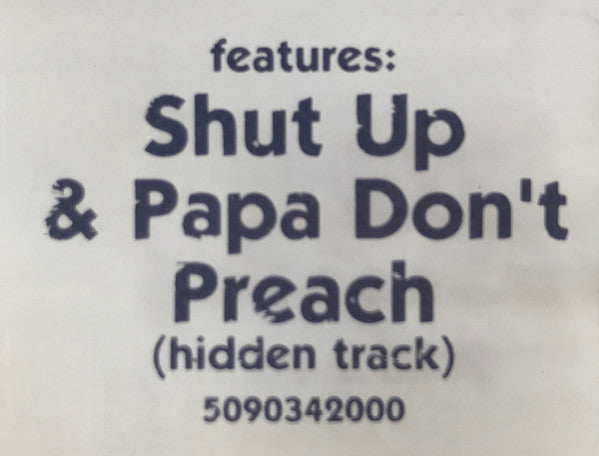 features:
Shut Up
& Papa Don't
Preach
(hidden track)
5090342000